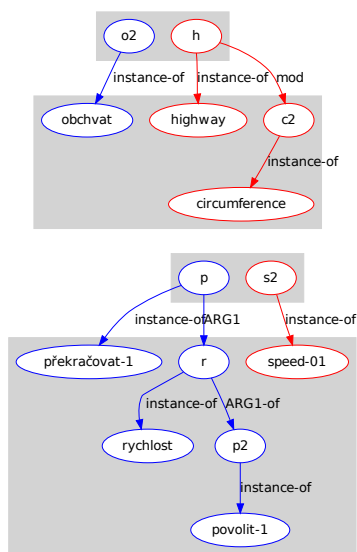 o2 h
instance-of instance-of mod
obchvat highway c2
instance-of
circumference
p s2
instance-of ARG1 instance-of
překračovat-1 r speed-01
instance-of ARG1-of
rychlost p2
instance-of
povolit-1